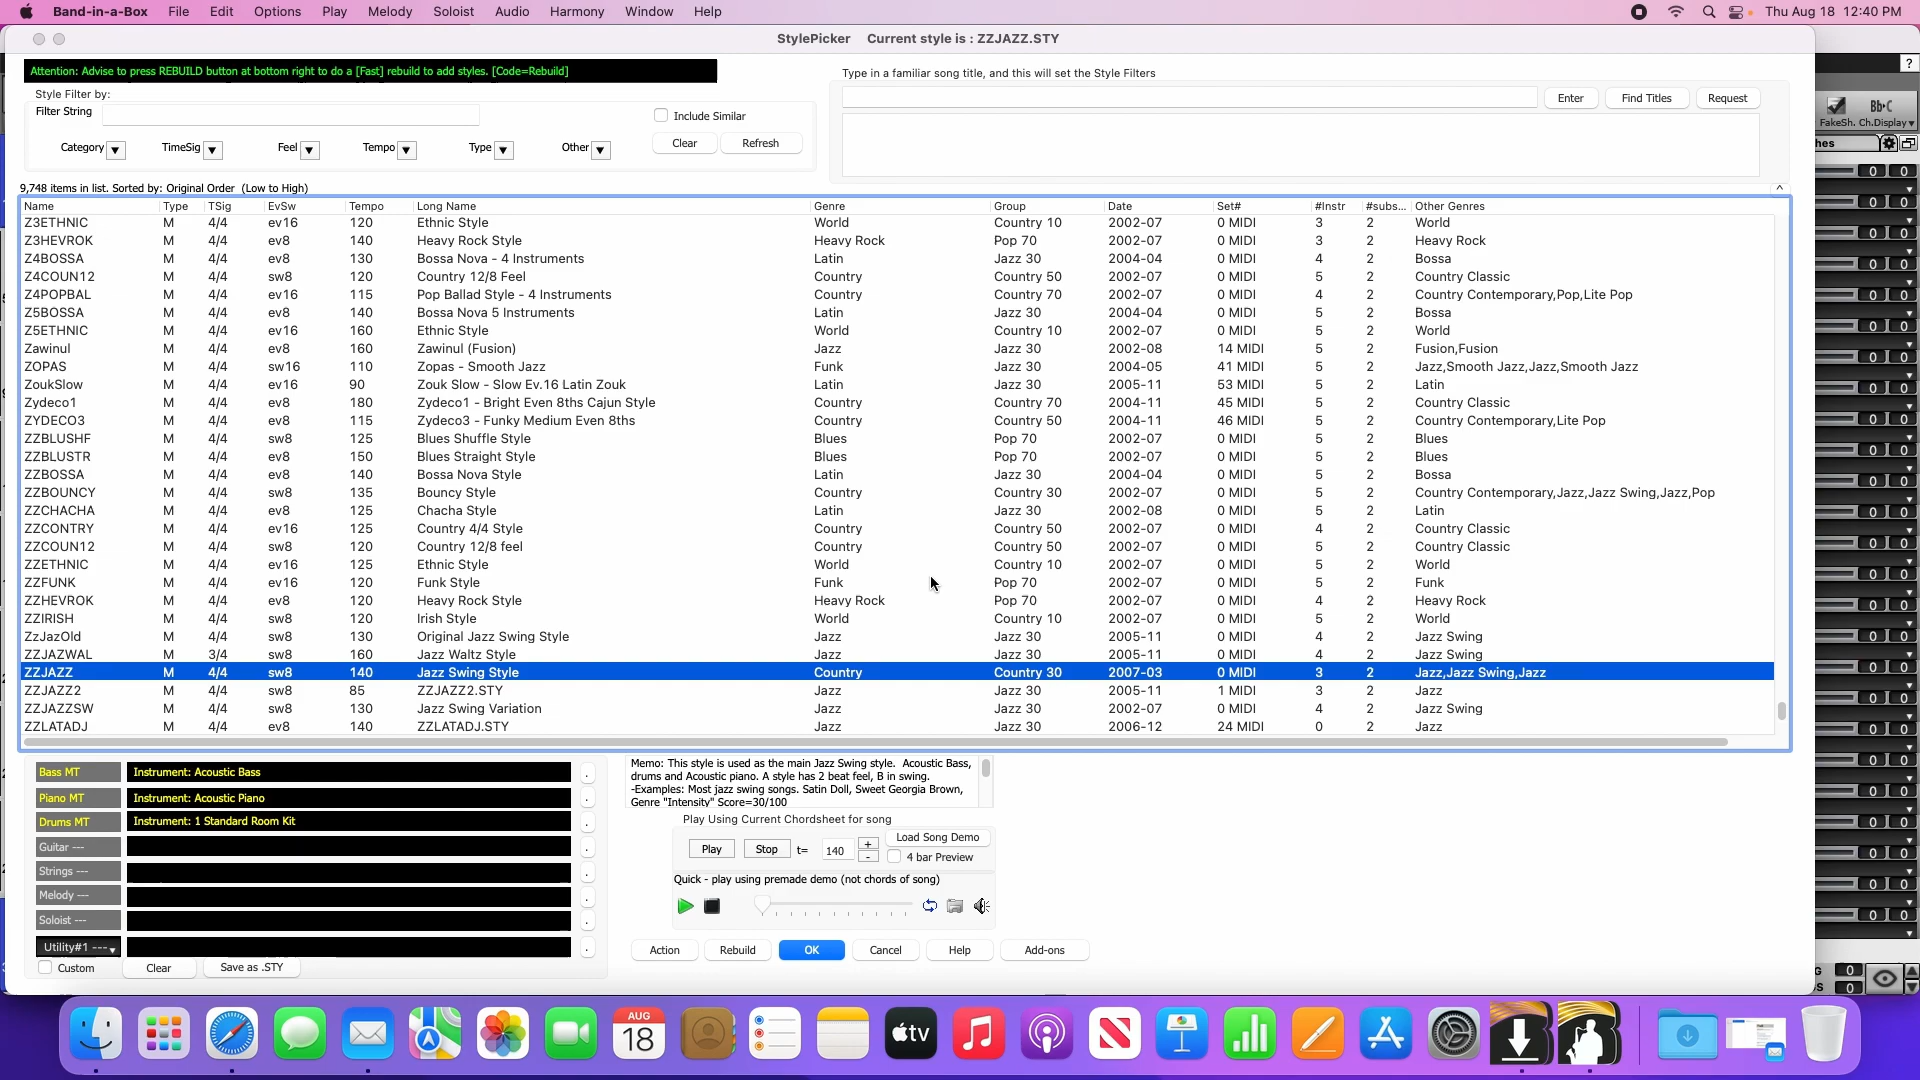 Band-in-a-Box File Edit Options Play Melody Soloist Audio Harmony Window Help Thu Aug 18 12:40 PM
StylePicker Current style is : ZZJAZZ.STY
Attention: Advise to press REBUILD button at bottom right to do a [Fast] rebuild to add styles. [Code=Rebuild]
Type in a familiar song title, and this will set the Style Filters
?
Style Filter by:
Filter String
Include Similar
Enter Find Titles Request
FakeSh. Ch.Display
Category TimeSig Feel Tempo Type Other Clear Refresh
hes
9,748 items in list. Sorted by: Original Order (Low to High)
Name Type TSig EvSw Tempo Long Name Genre Group Date Set# #Instr #subs... Other Genres
Z3ETHNIC M 4/4 ev16 120 Ethnic Style World Country 10 2002-07 0 MIDI 3 2 World
Z3HEVROK M 4/4 ev8 140 Heavy Rock Style Heavy Rock Pop 70 2002-07 0 MIDI 3 2 Heavy Rock
Z4BOSSA M 4/4 ev8 130 Bossa Nova - 4 Instruments Latin Jazz 30 2004-04 0 MIDI 4 2 Bossa
Z4COUN12 M 4/4 sw8 120 Country 12/8 Feel Country Country 50 2002-07 0 MIDI 5 2 Country Classic
Z4POPBAL M 4/4 ev16 115 Pop Ballad Style - 4 Instruments Country Country 70 2002-07 0 MIDI 4 2 Country Contemporary,Pop,Lite Pop
Z5BOSSA M 4/4 ev8 140 Bossa Nova 5 Instruments Latin Jazz 30 2004-04 0 MIDI 5 2 Bossa
Z5ETHNIC M 4/4 ev16 160 Ethnic Style World Country 10 2002-07 0 MIDI 5 2 World
Zawinul M 4/4 ev8 160 Zawinul (Fusion) Jazz Jazz 30 2002-08 14 MIDI 5 2 Fusion,Fusion
ZOPAS M 4/4 sw16 110 Zopas - Smooth Jazz Funk Jazz 30 2004-05 41 MIDI 5 2 Jazz,Smooth Jazz,Jazz,Smooth Jazz
ZoukSlow M 4/4 ev16 90 Zouk Slow - Slow Ev.16 Latin Zouk Latin Jazz 30 2005-11 53 MIDI 5 2 Latin
Zydeco1 M 4/4 ev8 180 Zydeco1 - Bright Even 8ths Cajun Style Country Country 70 2004-11 45 MIDI 5 2 Country Classic
ZYDECO3 M 4/4 ev8 115 Zydeco3 - Funky Medium Even 8ths Country Country 50 2004-11 46 MIDI 5 2 Country Contemporary,Lite Pop
ZZBLUSHF M 4/4 sw8 125 Blues Shuffle Style Blues Pop 70 2002-07 0 MIDI 5 2 Blues
ZZBLUSTR M 4/4 ev8 150 Blues Straight Style Blues Pop 70 2002-07 0 MIDI 5 2 Blues
ZZBOSSA M 4/4 ev8 140 Bossa Nova Style Latin Jazz 30 2004-04 0 MIDI 5 2 Bossa
ZZBOUNCY M 4/4 sw8 135 Bouncy Style Country Country 30 2002-07 0 MIDI 5 2 Country Contemporary,Jazz,Jazz Swing,Jazz,Pop
ZZCHACHA M 4/4 ev8 125 Chacha Style Latin Jazz 30 2002-08 0 MIDI 5 2 Latin
ZZCONTRY M 4/4 ev16 125 Country 4/4 Style Country Country 50 2002-07 0 MIDI 4 2 Country Classic
ZZCOUN12 M 4/4 sw8 120 Country 12/8 feel Country Country 50 2002-07 0 MIDI 5 2 Country Classic
ZZETHNIC M 4/4 ev16 125 Ethnic Style World Country 10 2002-07 0 MIDI 5 2 World
ZZFUNK M 4/4 ev16 120 Funk Style Funk Pop 70 2002-07 0 MIDI 5 2 Funk
ZZHEVROK M 4/4 ev8 120 Heavy Rock Style Heavy Rock Pop 70 2002-07 0 MIDI 4 2 Heavy Rock
ZZIRISH M 4/4 sw8 120 Irish Style World Country 10 2002-07 0 MIDI 5 2 World
ZzJazOld M 4/4 sw8 130 Original Jazz Swing Style Jazz Jazz 30 2005-11 0 MIDI 4 2 Jazz Swing
ZZJAZWAL M 3/4 sw8 160 Jazz Waltz Style Jazz Jazz 30 2005-11 0 MIDI 4 2 Jazz Swing
ZZJAZZ M 4/4 sw8 140 Jazz Swing Style Country Country 30 2007-03 0 MIDI 3 2 Jazz,Jazz Swing,Jazz
ZZJAZZ2 M 4/4 sw8 85 ZZJAZZ2.STY Jazz Jazz 30 2005-11 1 MIDI 3 2 Jazz
ZZJAZZSW M 4/4 sw8 130 Jazz Swing Variation Jazz Jazz 30 2002-07 0 MIDI 4 2 Jazz Swing
ZZLATADJ M 4/4 ev8 140 ZZLATADJ.STY Jazz Jazz 30 2006-12 24 MIDI 0 2 Jazz
Bass MT Instrument: Acoustic Bass
Piano MT Instrument: Acoustic Piano
Drums MT Instrument: 1 Standard Room Kit
Guitar ---
Strings ---
Melody ---
Soloist ---
Utility#1 ---
Custom Clear Save as .STY
Memo: This style is used as the main Jazz Swing style. Acoustic Bass,
drums and Acoustic piano. A style has 2 beat feel, B in swing.
-Examples: Most jazz swing songs. Satin Doll, Sweet Georgia Brown,
Genre "Intensity" Score=30/100
Play Using Current Chordsheet for song
Play Stop t= 140 + - Load Song Demo
4 bar Preview
Quick - play using premade demo (not chords of song)
Action Rebuild OK Cancel Help Add-ons
AUG
18
tv